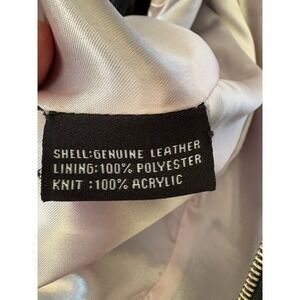 SHELL:GENUINE LEATHER
LINING:100% POLYESTER
KNIT :100% ACRYLIC